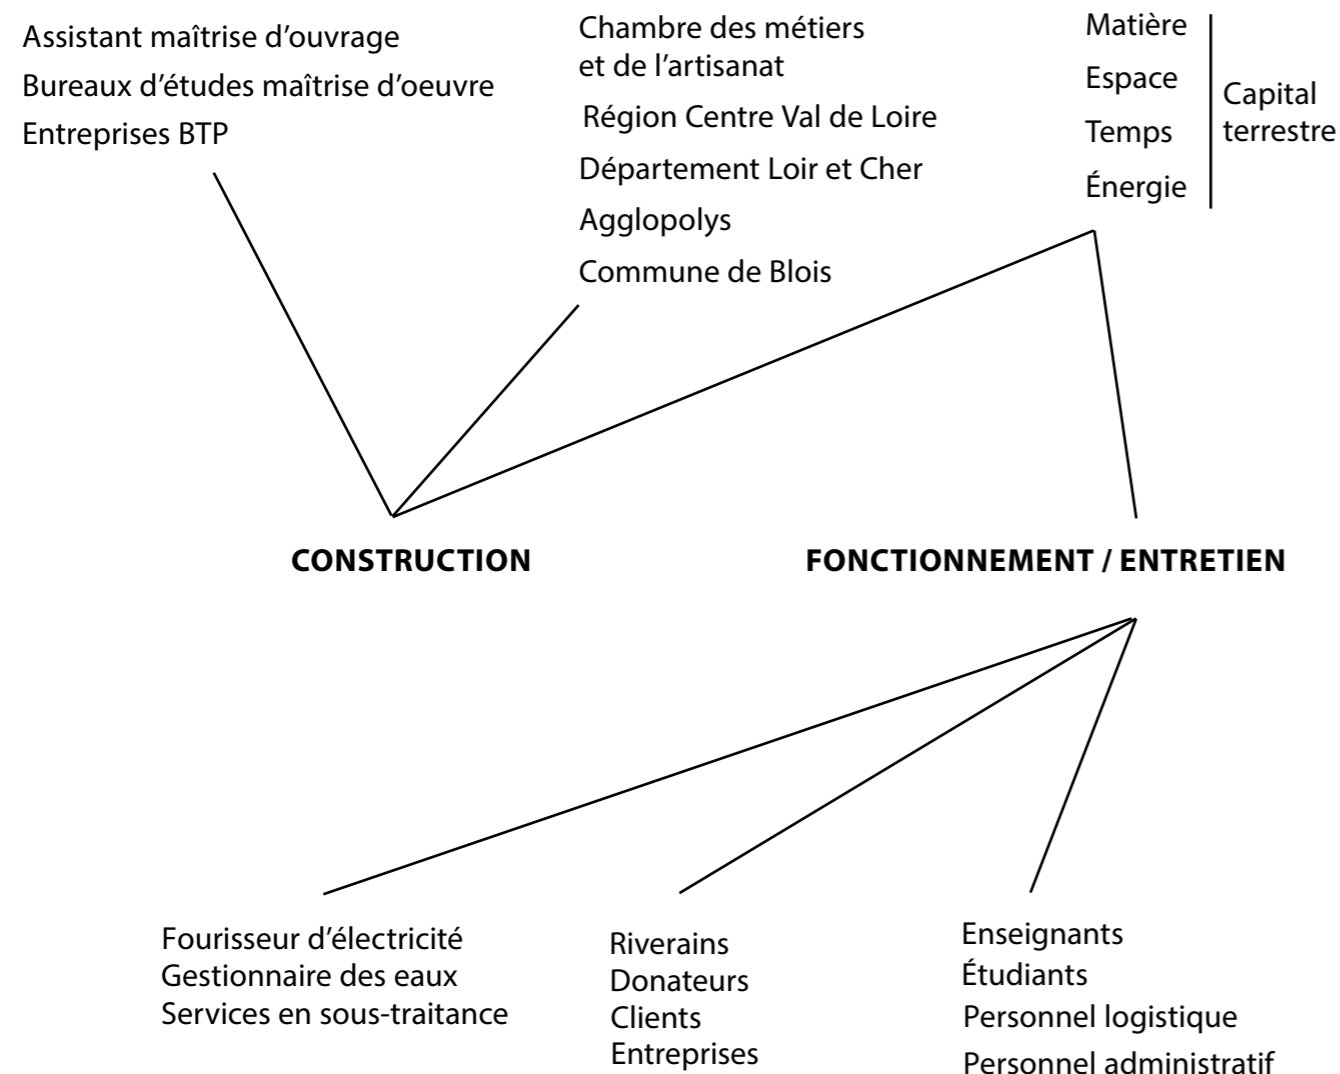 Assistant maîtrise d’ouvrage
Bureaux d’études maîtrise d’oeuvre
Entreprises BTP
Chambre des métiers
et de l’artisanat
Région Centre Val de Loire
Département Loir et Cher
Agglopolys
Commune de Blois
Matière
Espace
Temps
Énergie
Capital
terrestre
CONSTRUCTION
FONCTIONNEMENT / ENTRETIEN
Fourisseur d’électricité
Gestionnaire des eaux
Services en sous-traitance
Riverains
Donateurs
Clients
Entreprises
Enseignants
Étudiants
Personnel logistique
Personnel administratif